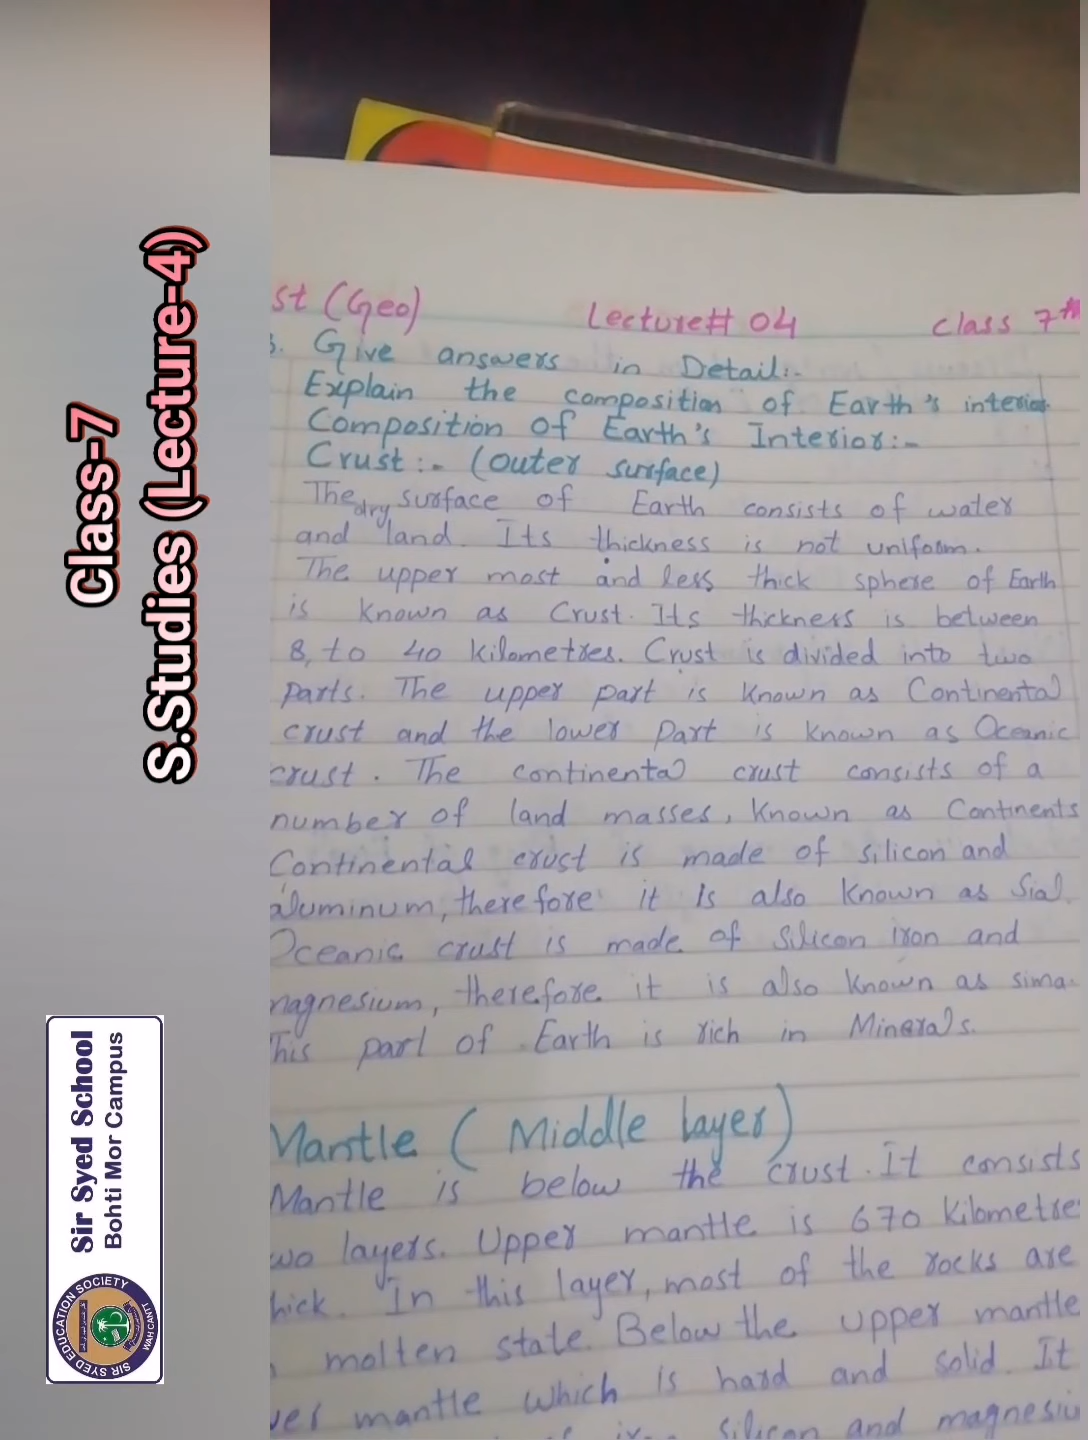 Class-7
S.Studies (Lecture-4)
Sir Syed School
Bohti Mor Campus
SIR SYED EDUCATION SOCIETY
WAH CANTT
st (Geo) Lecture# 04 Class 7th
3. Give answers in Detail:-
Explain the composition of Earth's interior
Composition of Earth's Interior:-
Crust:- (outer surface)
The dry surface of Earth consists of water
and land. Its thickness is not uniform.
The upper most and less thick sphere of Earth
is known as Crust. Its thickness is between
8, to 40 kilometres. Crust is divided into two
parts. The upper part is known as Continental
crust and the lower part is known as Oceanic
crust. The continental crust consists of a
number of land masses, known as Continents
Continental crust is made of silicon and
aluminum, therefore it is also known as Sial.
Oceanic crust is made of Silicon iron and
magnesium, therefore it is also known as sima.
This part of Earth is rich in Minerals.
Mantle (Middle layer)
Mantle is below the crust. It consists
wo layers. Upper mantle is 670 kilometre
hick. In this layer, most of the rocks are
molten state. Below the upper mantle
wer mantle which is hard and solid. It
silicon and magnesiu